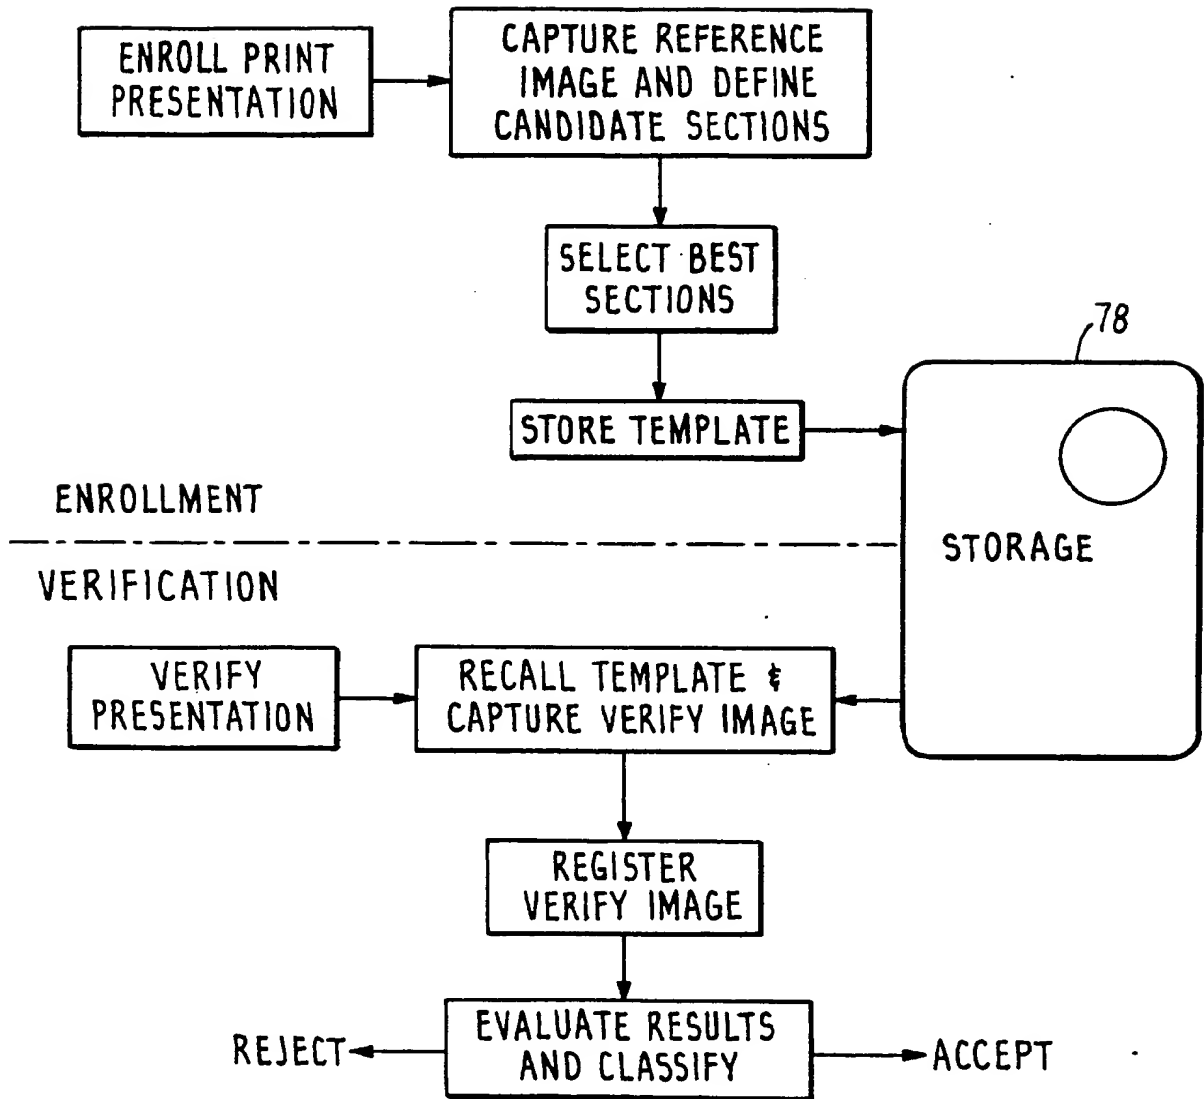 ENROLL PRINT
PRESENTATION
CAPTURE REFERENCE
IMAGE AND DEFINE
CANDIDATE SECTIONS
SELECT BEST
SECTIONS
78
STORE TEMPLATE
ENROLLMENT
STORAGE
VERIFICATION
VERIFY
PRESENTATION
RECALL TEMPLATE &
CAPTURE VERIFY IMAGE
REGISTER
VERIFY IMAGE
EVALUATE RESULTS
AND CLASSIFY
REJECT
ACCEPT